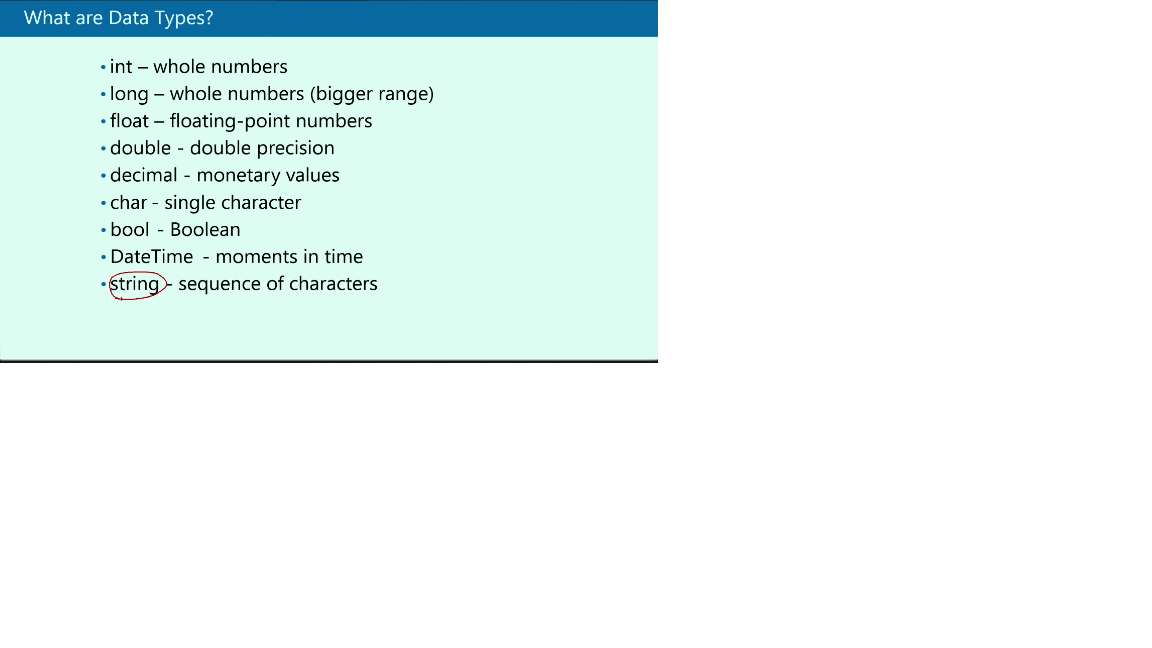 What are Data Types?
• int – whole numbers
• long – whole numbers (bigger range)
• float – floating-point numbers
• double - double precision
• decimal - monetary values
• char - single character
• bool - Boolean
• DateTime - moments in time
• string - sequence of characters